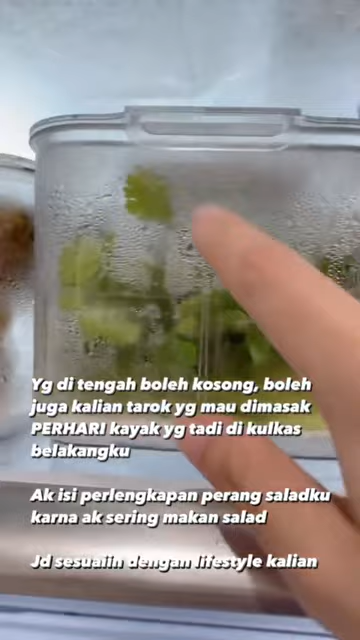 Yg di tengah boleh kosong, boleh
juga kalian tarok yg mau dimasak
PERHARI kayak yg tadi di kulkas
belakangku
Ak isi perlengkapan perang saladku
karna ak sering makan salad
Jd sesuaiin dengan lifestyle kalian